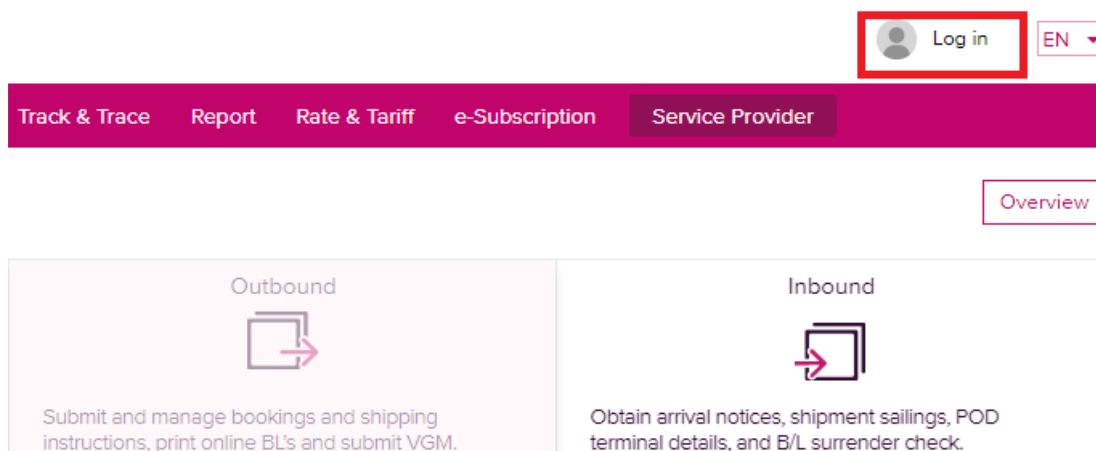 Log in
EN
Track & Trace Report Rate & Tariff e-Subscription Service Provider
Overview
Outbound
Submit and manage bookings and shipping
instructions, print online BL's and submit VGM.
Inbound
Obtain arrival notices, shipment sailings, POD
terminal details, and B/L surrender check.